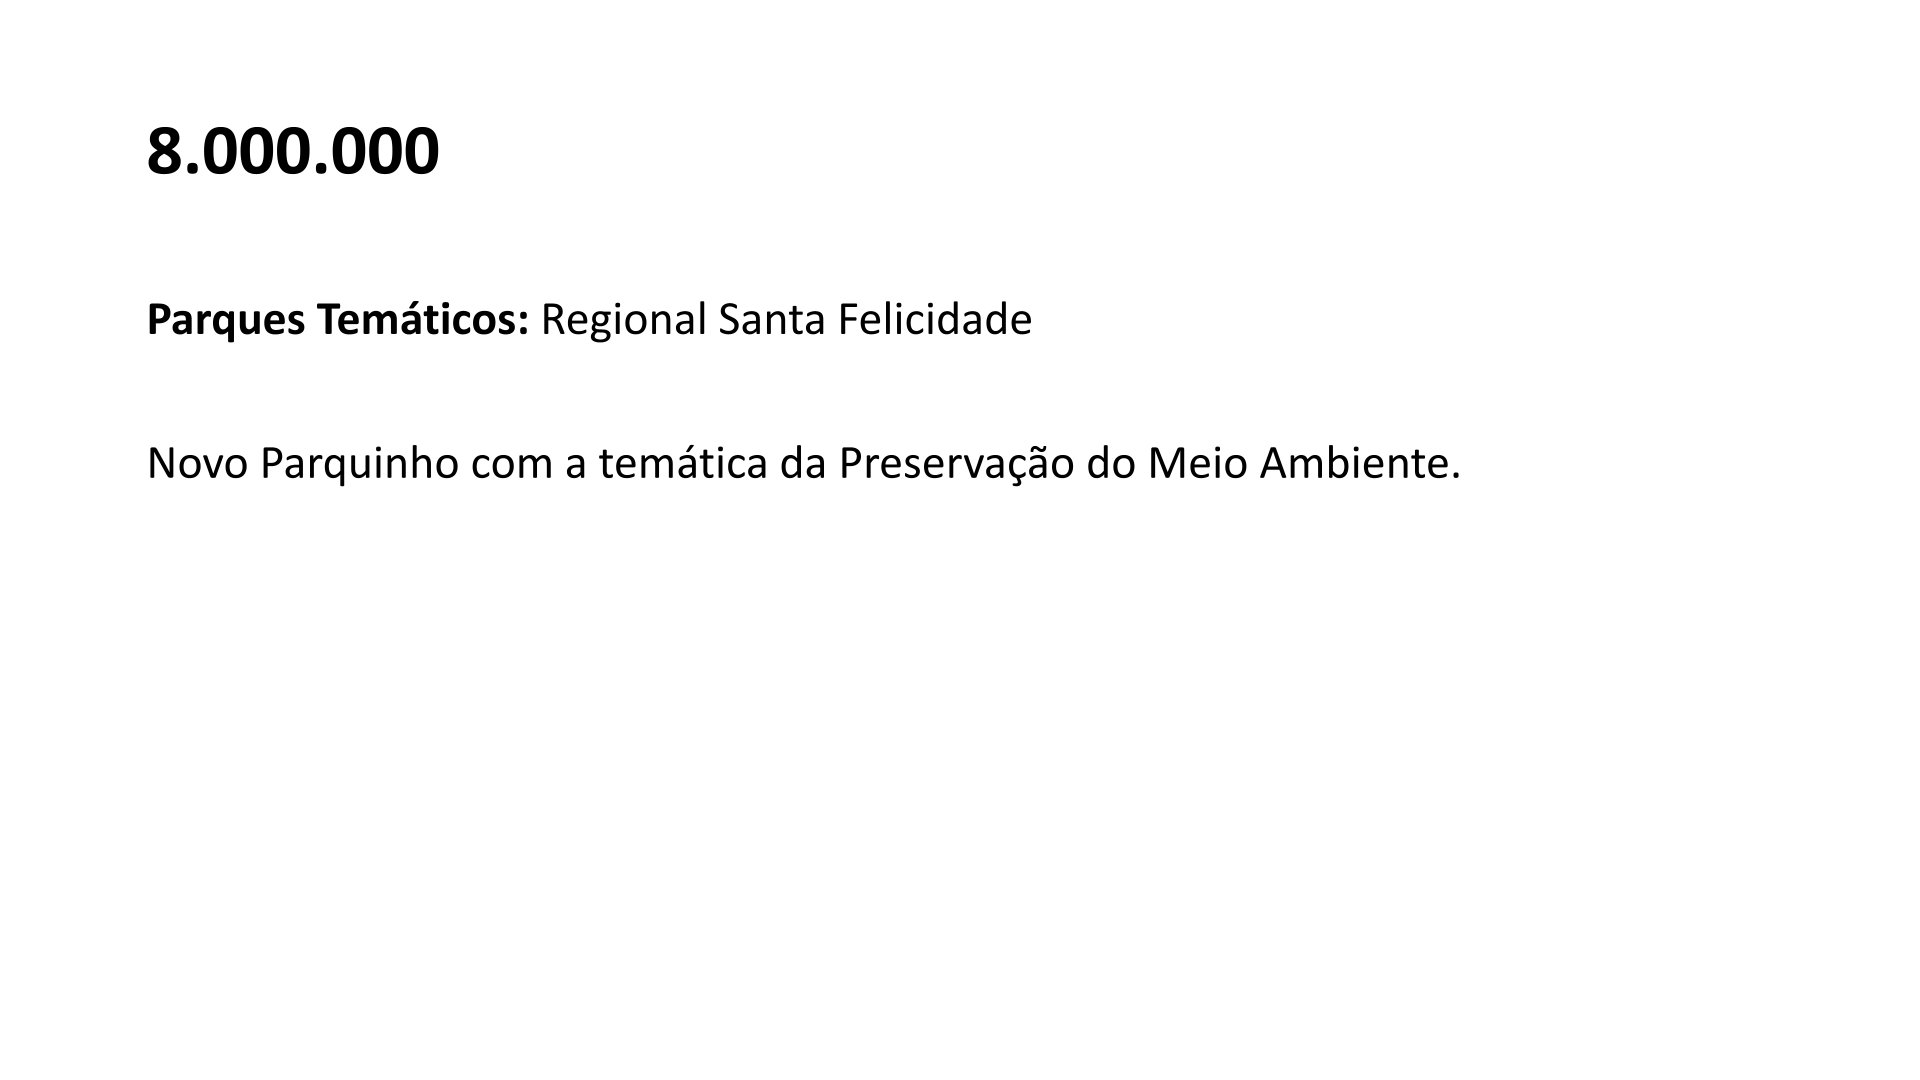 8.000.000
Parques Temáticos: Regional Santa Felicidade
Novo Parquinho com a temática da Preservação do Meio Ambiente.